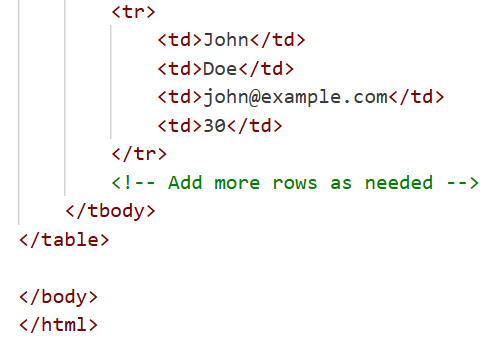 <tr>
<td>John</td>
<td>Doe</td>
<td>john@example.com</td>
<td>30</td>
</tr>
<!-- Add more rows as needed -->
</tbody>
</table>
</body>
</html>